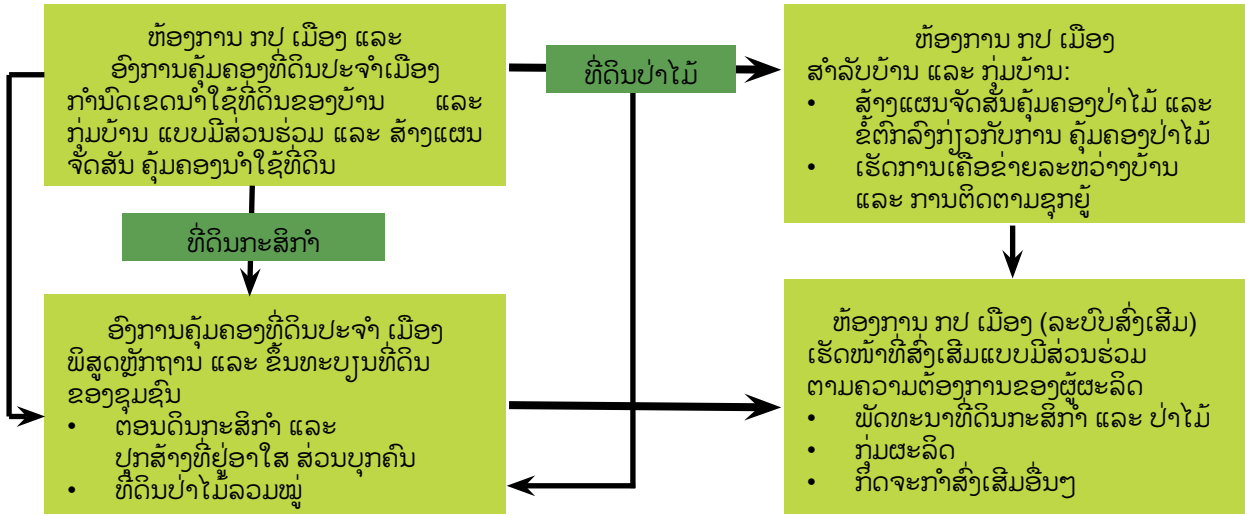 ຫ້ອງການ ກປ ເມືອງ ແລະ
ອົງການຄຸ້ມຄອງທີ່ດິນປະຈຳເມືອງ
ກຳນົດເຂດນຳໃຊ້ທີ່ດິນຂອງບ້ານ ແລະ
ກຸ່ມບ້ານ ແບບມີສ່ວນຮ່ວມ ແລະ ສ້າງແຜນ
ຈັດສັນ ຄຸ້ມຄອງນຳໃຊ້ທີ່ດິນ
ທີ່ດິນປ່າໄມ້
ຫ້ອງການ ກປ ເມືອງ
ສຳລັບບ້ານ ແລະ ກຸ່ມບ້ານ:
• ສ້າງແຜນຈັດສັນຄຸ້ມຄອງປ່າໄມ້ ແລະ
ຂໍ້ຕົກລົງກ່ຽວກັບການ ຄຸ້ມຄອງປ່າໄມ້
• ເຮັດການເຄືອຂ່າຍລະຫວ່າງບ້ານ
ແລະ ການຕິດຕາມຊຸກຍູ້
ທີ່ດິນກະສິກຳ
ອົງການຄຸ້ມຄອງທີ່ດິນປະຈຳ ເມືອງ
ພິສູດຫຼັກຖານ ແລະ ຂຶ້ນທະບຽນທີ່ດິນ
ຂອງຊຸມຊົນ
• ຕອນດິນກະສິກຳ ແລະ
ປຸກສ້າງທີ່ຢູ່ອາໃສ ສ່ວນບຸກຄົນ
• ທີ່ດິນປ່າໄມ້ລວມໝູ່
ຫ້ອງການ ກປ ເມືອງ (ລະບົບສົ່ງເສີມ)
ເຮັດໜ້າທີ່ສົ່ງເສີມແບບມີສ່ວນຮ່ວມ
ຕາມຄວາມຕ້ອງການຂອງຜູ້ຜະລິດ
• ພັດທະນາທີ່ດິນກະສິກຳ ແລະ ປ່າໄມ້
• ກຸ່ມຜະລິດ
• ກິດຈະກຳສົ່ງເສີມອື່ນໆ